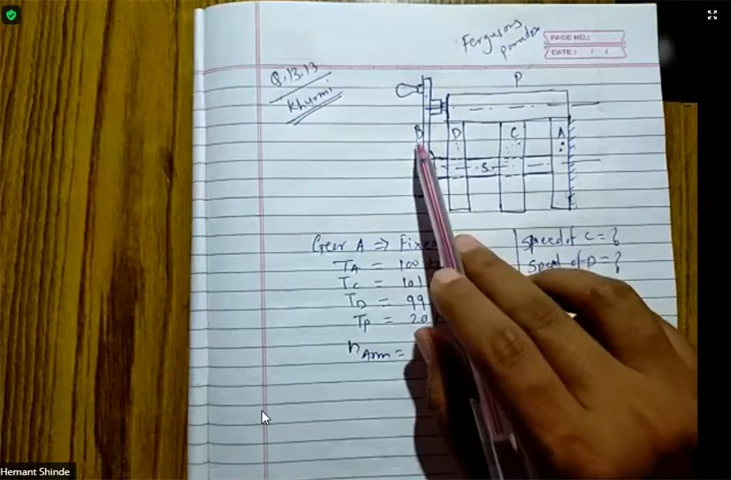 Fergusons
paradox
PAGE NO.:
DATE: / /
Q.13.13
Khurmi
P
B D C A
S
Gear A => Fixed
TA = 100
TC = 101
TD = 99
TP = 20
nArm =
Speed of C = ?
Speed of D = ?
Hemant Shinde